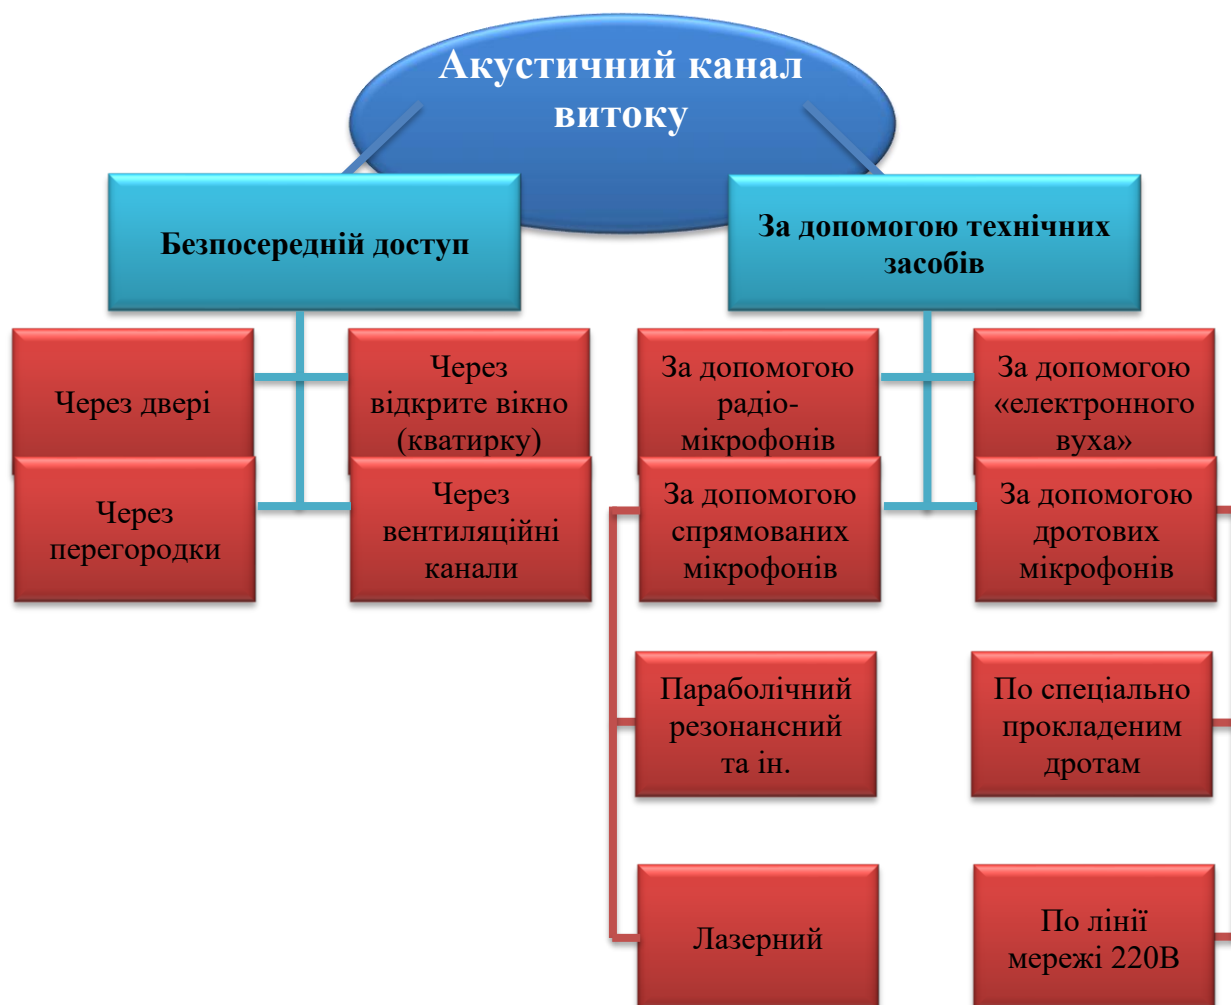 Акустичний канал
витоку
Безпосередній доступ
За допомогою технічних
засобів
Через двері
Через
відкрите вікно
(кватирку)
За допомогою
радіо-
мікрофонів
За допомогою
«електронного
вуха»
Через
перегородки
Через
вентиляційні
канали
За допомогою
спрямованих
мікрофонів
За допомогою
дротових
мікрофонів
Параболічний
резонансний
та ін.
По спеціально
прокладеним
дротам
Лазерний
По лінії
мережі 220В